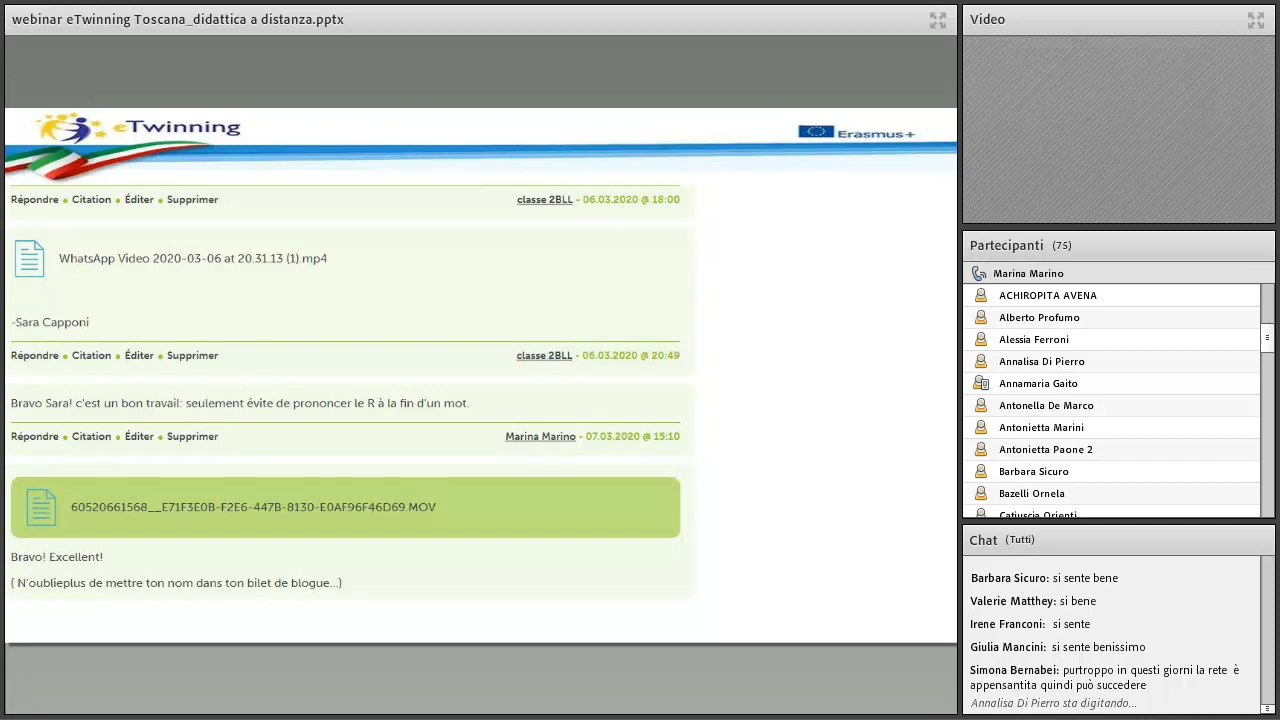 webinar eTwinning Toscana_didattica a distanza.pptx
eTwinning
Erasmus+
Répondre • Citation • Éditer • Supprimer classe 2BLL - 06.03.2020 @ 18:00
WhatsApp Video 2020-03-06 at 20.31.13 (1).mp4
-Sara Capponi
Répondre • Citation • Éditer • Supprimer classe 2BLL - 06.03.2020 @ 20:49
Bravo Sara! c'est un bon travail: seulement évite de prononcer le R à la fin d'un mot.
Répondre • Citation • Éditer • Supprimer Marina Marino - 07.03.2020 @ 15:10
60520661568__E71F3E0B-F2E6-447B-8130-E0AF96F46D69.MOV
Bravo! Excellent!
( N'oublieplus de mettre ton nom dans ton bilet de blogue...)
Video
Partecipanti (75)
Marina Marino
ACHIROPITA AVENA
Alberto Profumo
Alessia Ferroni
Annalisa Di Pierro
Annamaria Gaito
Antonella De Marco
Antonietta Marini
Antonietta Paone 2
Barbara Sicuro
Bazelli Ornela
Catiuscia Orienti
Chat (Tutti)
Barbara Sicuro: si sente bene
Valerie Matthey: si bene
Irene Franconi: si sente
Giulia Mancini: si sente benissimo
Simona Bernabei: purtroppo in questi giorni la rete è
appensantita quindi può succedere
Annalisa Di Pierro sta digitando...